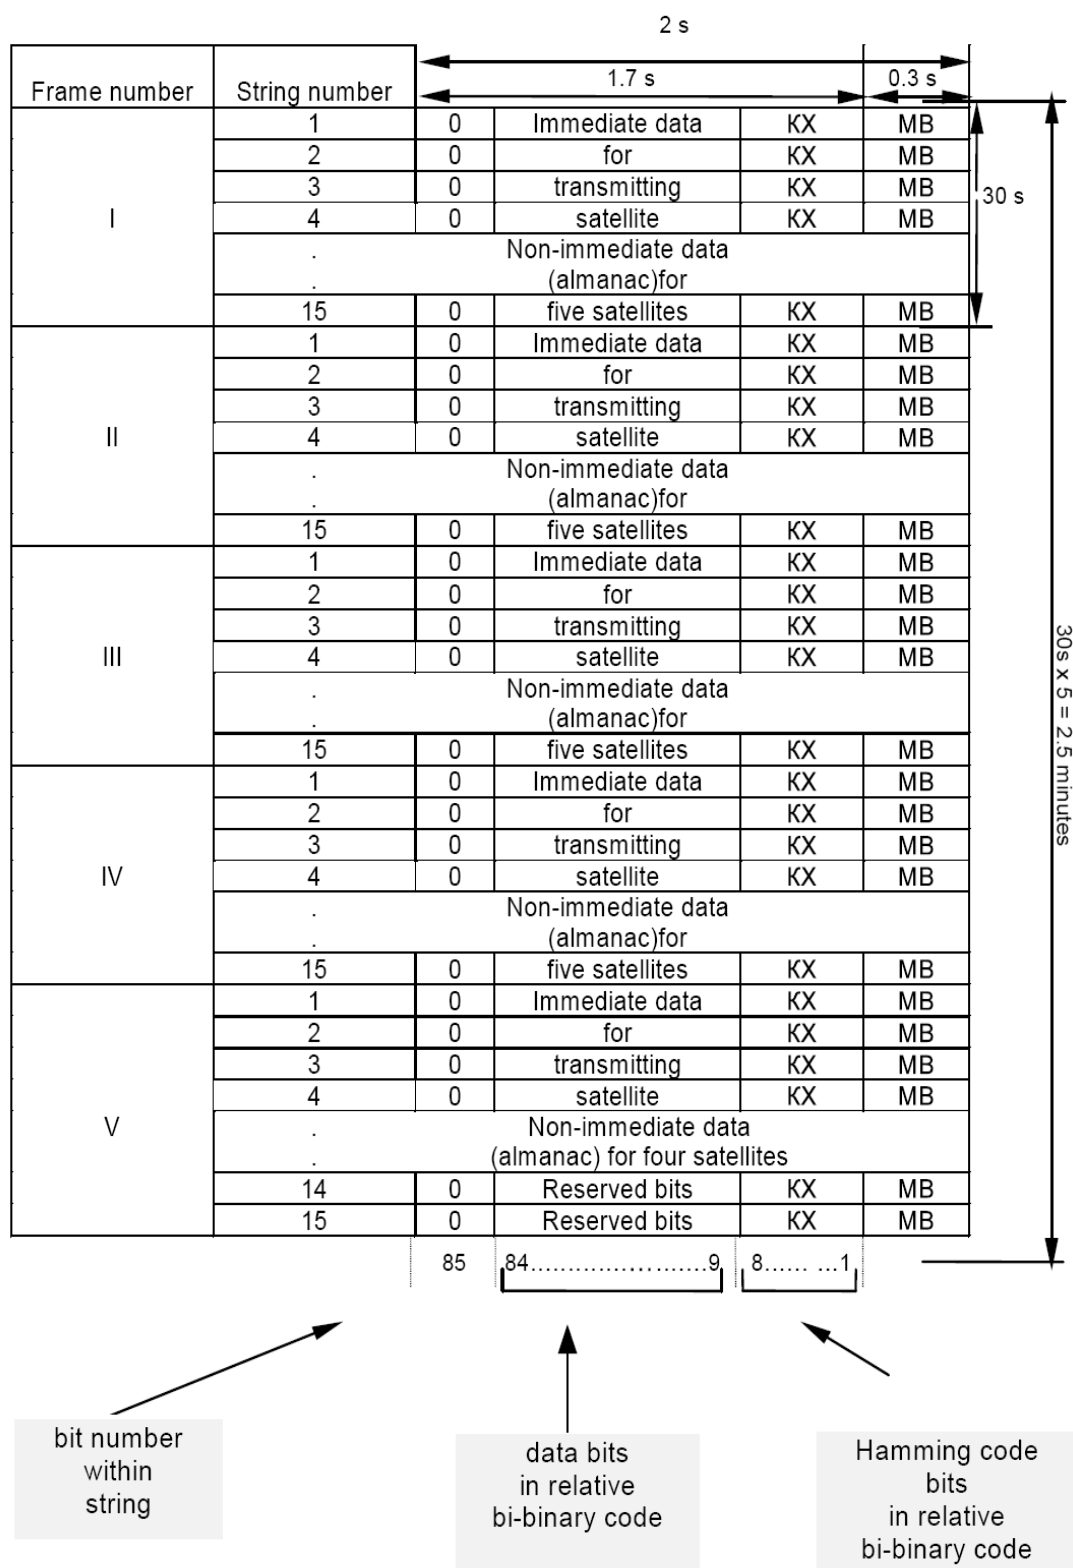 2 s
1.7 s 0.3 s
Frame number String number
1 0 Immediate data KX MB
2 0 for KX MB
3 0 transmitting KX MB
30 s
I 4 0 satellite KX MB
. Non-immediate data
. (almanac)for
15 0 five satellites KX MB
1 0 Immediate data KX MB
2 0 for KX MB
3 0 transmitting KX MB
II 4 0 satellite KX MB
. Non-immediate data
. (almanac)for
15 0 five satellites KX MB
1 0 Immediate data KX MB
2 0 for KX MB
3 0 transmitting KX MB
III 4 0 satellite KX MB
. Non-immediate data
. (almanac)for
15 0 five satellites KX MB
30s x 5 = 2.5 minutes
1 0 Immediate data KX MB
2 0 for KX MB
3 0 transmitting KX MB
IV 4 0 satellite KX MB
. Non-immediate data
. (almanac)for
15 0 five satellites KX MB
1 0 Immediate data KX MB
2 0 for KX MB
3 0 transmitting KX MB
4 0 satellite KX MB
V . Non-immediate data
. (almanac) for four satellites
14 0 Reserved bits KX MB
15 0 Reserved bits KX MB
85 84........................9 8...... ...1
bit number
within
string
data bits
in relative
bi-binary code
Hamming code
bits
in relative
bi-binary code